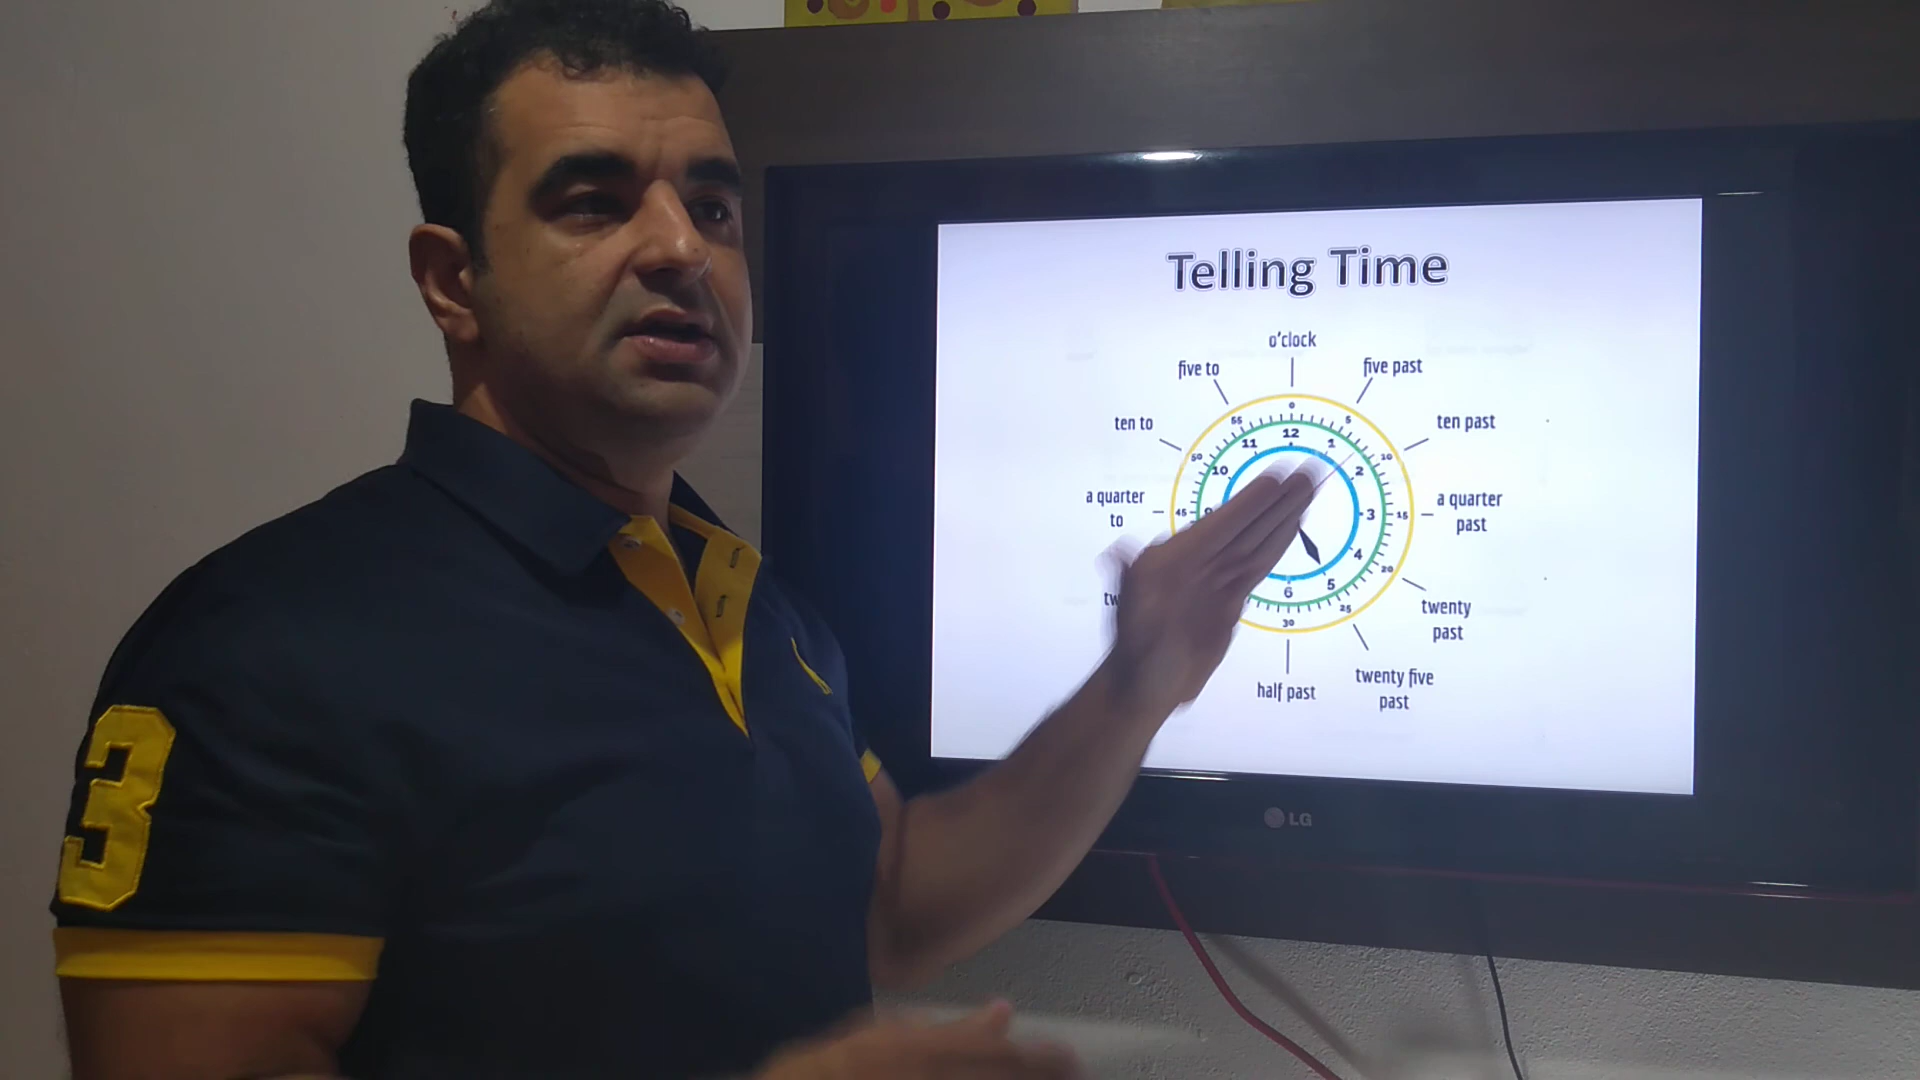 Telling Time
o'clock
five to
five past
ten to
ten past
a quarter
to
a quarter
past
twenty
past
twenty five
past
half past
0
5
10
15
20
25
30
45
50
55
12
1
2
3
4
5
6
10
11
LG
3